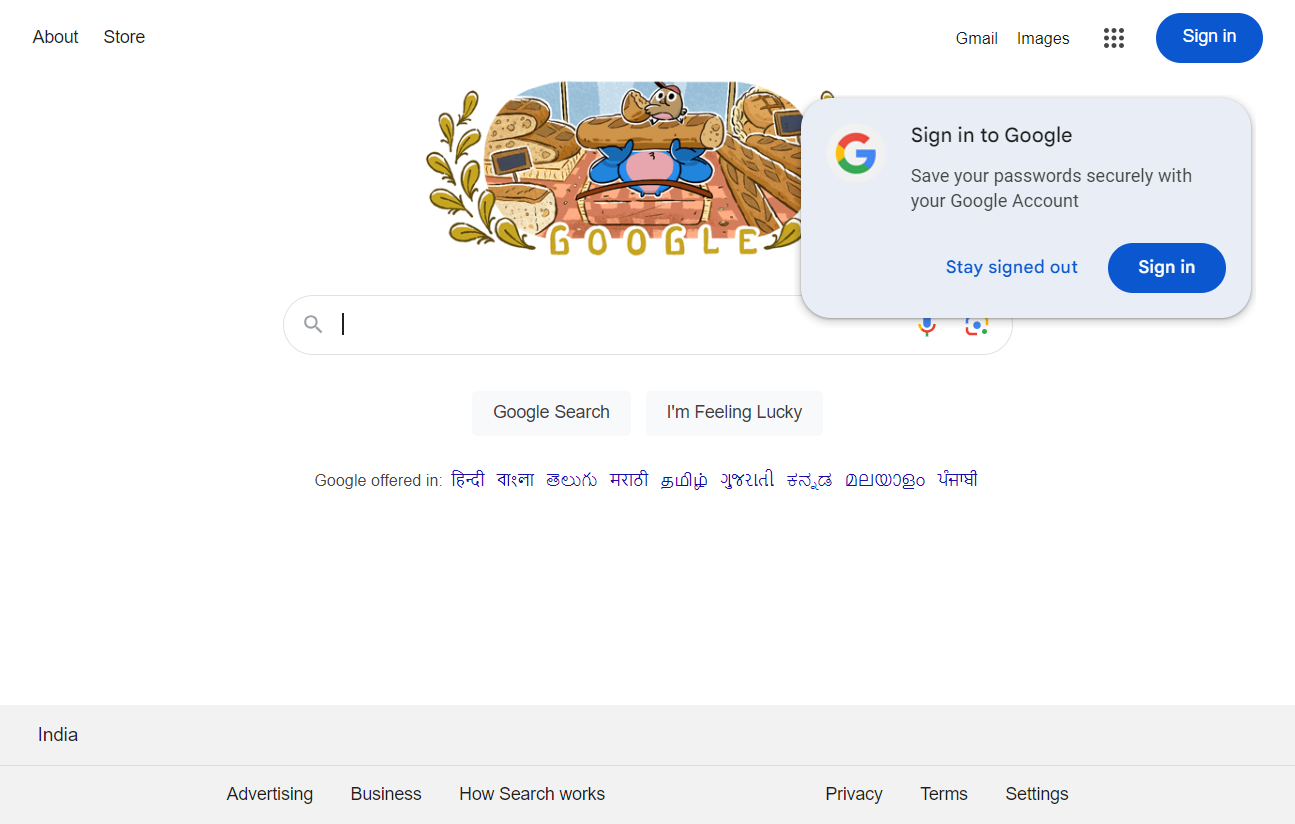 About Store Gmail Images Sign in
GOOGLE
Sign in to Google
Save your passwords securely with
your Google Account
Stay signed out Sign in
Google Search I'm Feeling Lucky
Google offered in: हिन्दी বাংলা తెలుగు मराठी தமிழ் ગુજરાતી ಕನ್ನಡ മലയാളം ਪੰਜਾਬੀ
India
Advertising Business How Search works Privacy Terms Settings